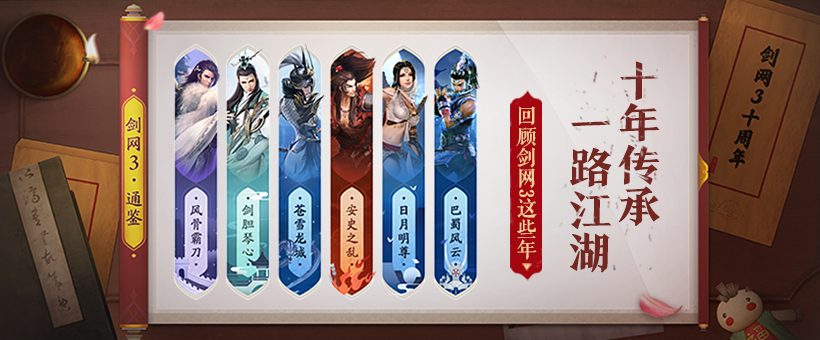 剑网3·通鉴
风骨霸刀
剑胆琴心
苍雪龙城
安史之乱
日月明尊
巴蜀风云
回顾剑网3这些年
十年传承
一路江湖
剑网3十周年